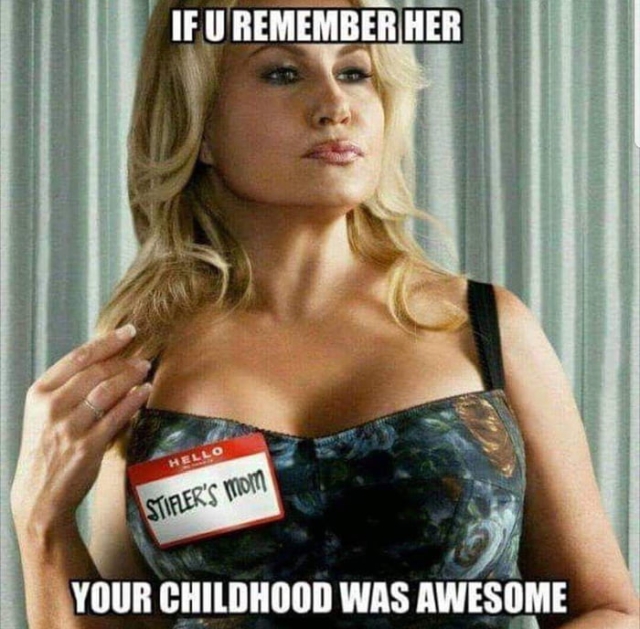 IF U REMEMBER HER
HELLO
STIFLER'S mom
YOUR CHILDHOOD WAS AWESOME